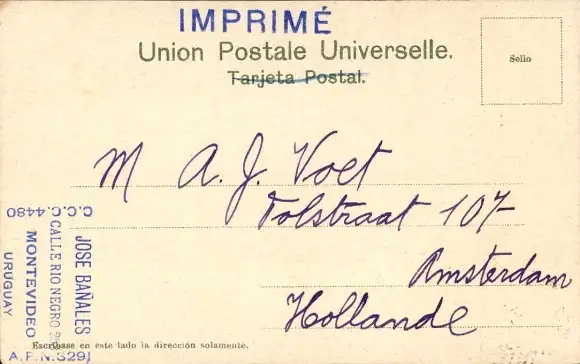 IMPRIMÉ
Union Postale Universelle.
Tarjeta Postal.
Sello
M A. J. Voet
Tolstraat 107
Amsterdam
Hollande
JOSE BAÑALES
CALLE RIO NEGRO
MONTEVIDEO
URUGUAY
C.C.C. 4480
A.F.N. 3291
Escríbase en este lado la dirección solamente.